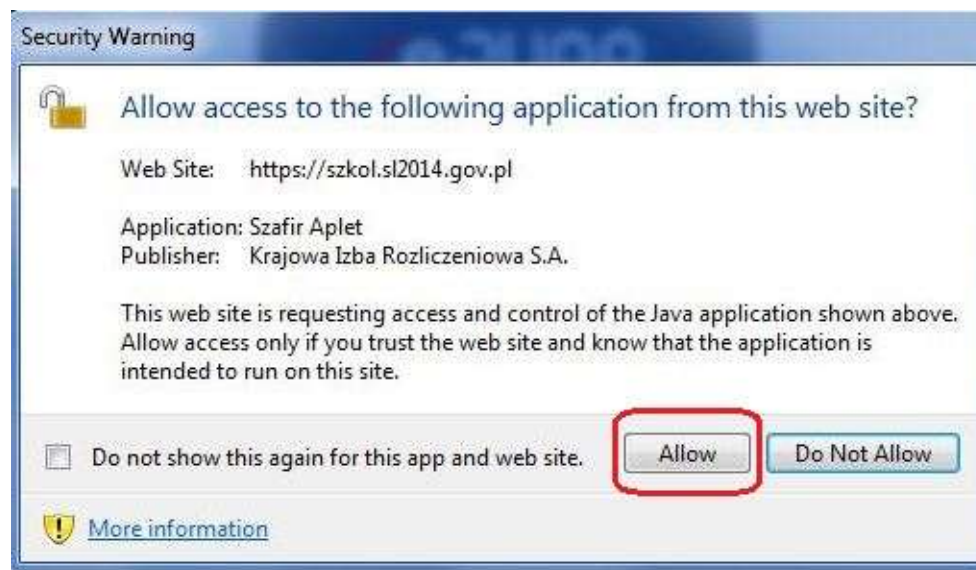 Security Warning
Allow access to the following application from this web site?
Web Site: https://szkol.sl2014.gov.pl
Application: Szafir Aplet
Publisher: Krajowa Izba Rozliczeniowa S.A.
This web site is requesting access and control of the Java application shown above.
Allow access only if you trust the web site and know that the application is
intended to run on this site.
Do not show this again for this app and web site.
Allow
Do Not Allow
More information